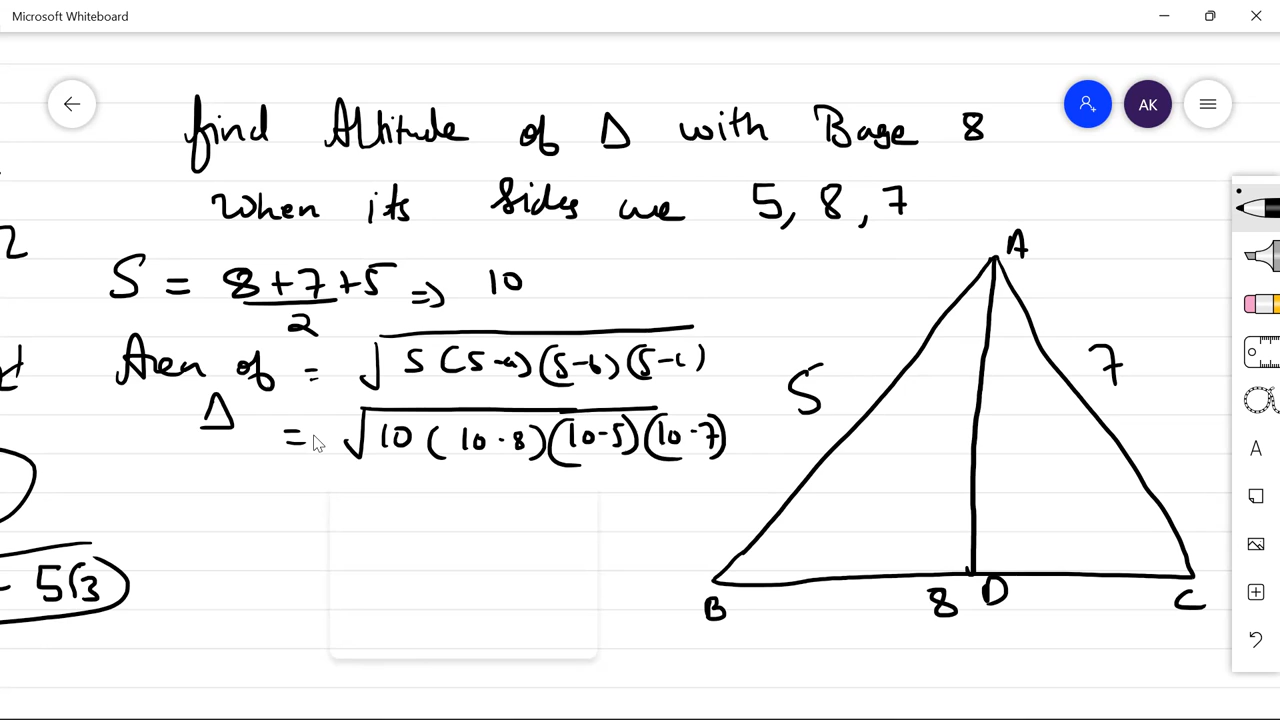 Microsoft Whiteboard
AK
find Altitude of Δ with Base 8
When its sides are 5, 8, 7
S = 8+7+5 => 10
2
Area of = √S(S-a)(S-b)(S-c)
Δ
= √10(10-8)(10-5)(10-7)
A
5
7
B
8
D
C
5√3
A